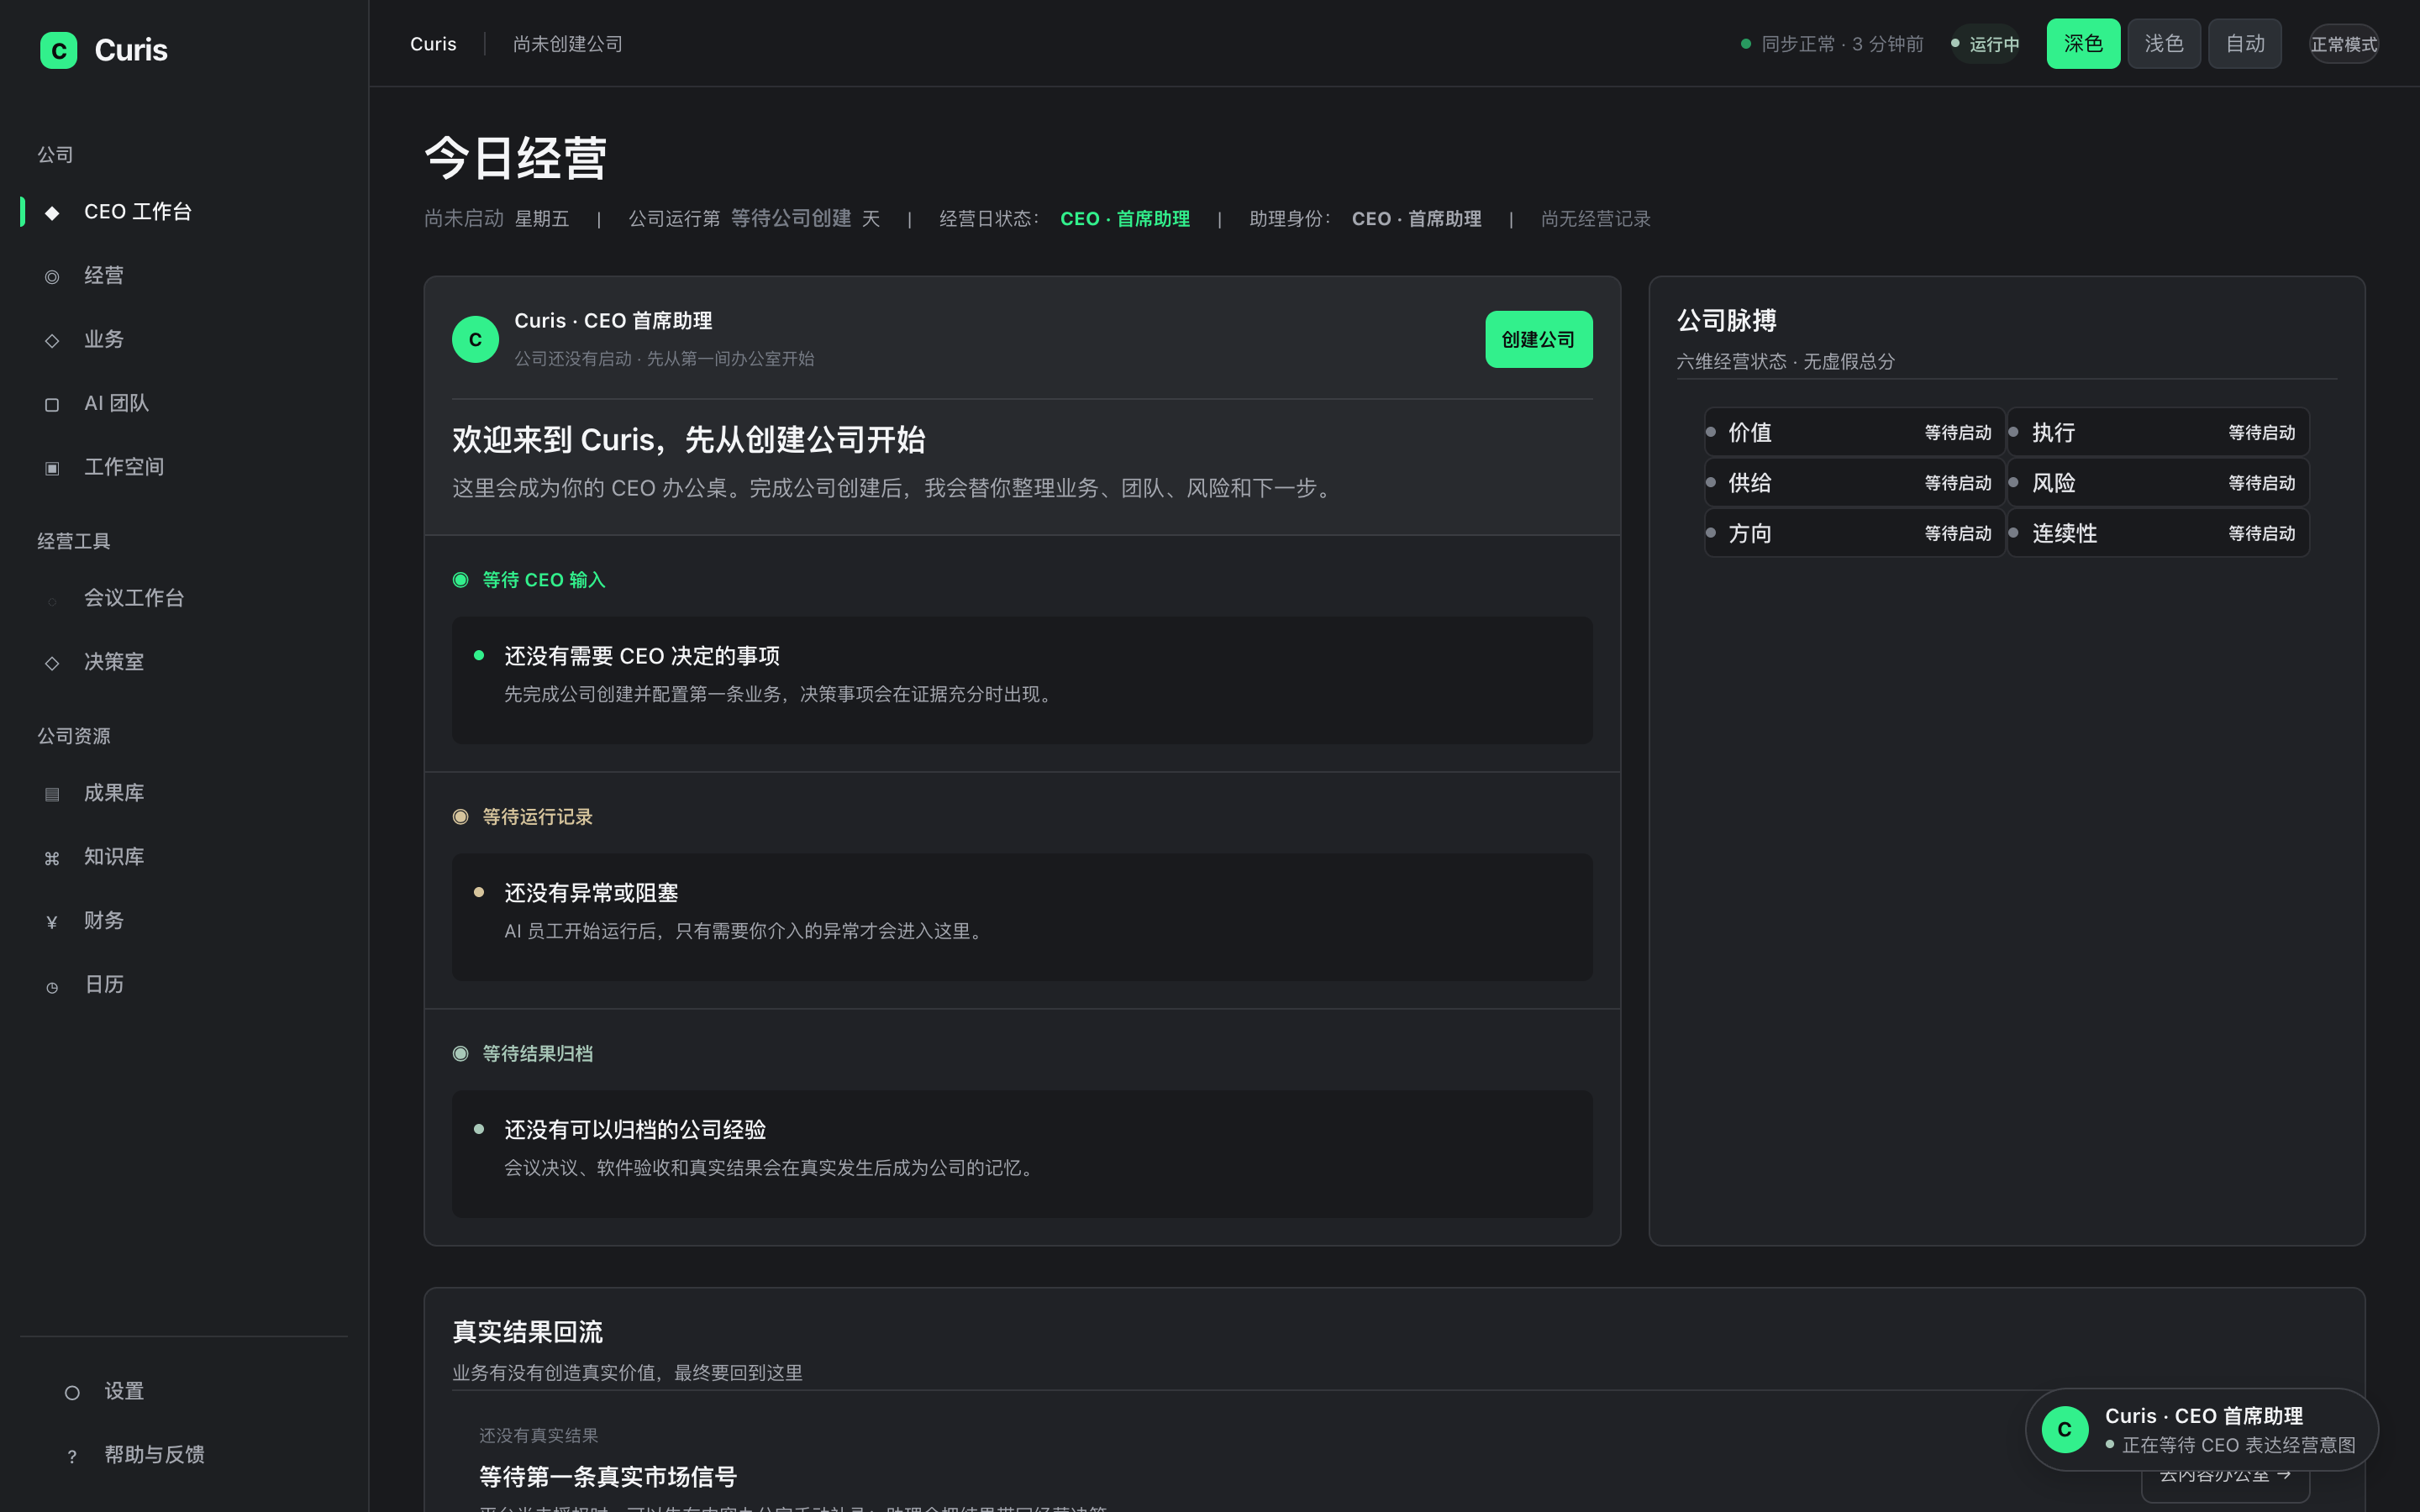 C Curis
公司
CEO 工作台
经营
业务
AI 团队
工作空间
经营工具
会议工作台
决策室
公司资源
成果库
知识库
¥ 财务
日历
设置
? 帮助与反馈
Curis | 尚未创建公司
同步正常 · 3 分钟前 运行中 深色 浅色 自动 正常模式
今日经营
尚未启动 星期五 | 公司运行第 等待公司创建 天 | 经营日状态： CEO · 首席助理 | 助理身份： CEO · 首席助理 | 尚无经营记录
C Curis · CEO 首席助理
公司还没有启动 · 先从第一间办公室开始
创建公司
欢迎来到 Curis，先从创建公司开始
这里会成为你的 CEO 办公桌。完成公司创建后，我会替你整理业务、团队、风险和下一步。
等待 CEO 输入
还没有需要 CEO 决定的事项
先完成公司创建并配置第一条业务，决策事项会在证据充分时出现。
等待运行记录
还没有异常或阻塞
AI 员工开始运行后，只有需要你介入的异常才会进入这里。
等待结果归档
还没有可以归档的公司经验
会议决议、软件验收和真实结果会在真实发生后成为公司的记忆。
公司脉搏
六维经营状态 · 无虚假总分
价值 等待启动 执行 等待启动
供给 等待启动 风险 等待启动
方向 等待启动 连续性 等待启动
真实结果回流
业务有没有创造真实价值，最终要回到这里
还没有真实结果
等待第一条真实市场信号
C Curis · CEO 首席助理
正在等待 CEO 表达经营意图
去内容办公室 →